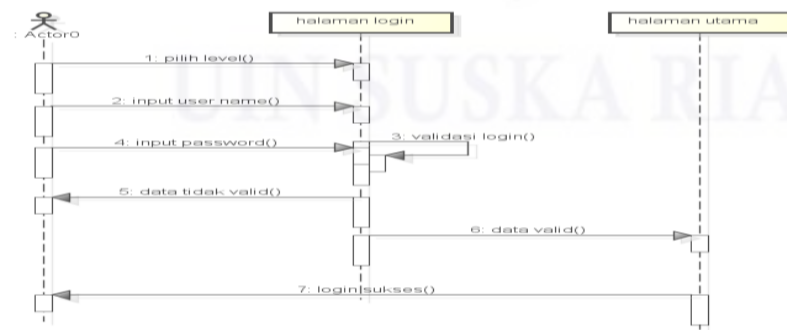 halaman login
halaman utama
: Actor0
1: pilih level()
2: input user name()
3: validasi login()
4: input password()
5: data tidak valid()
6: data valid()
7: login sukses()
UIN SUSKA RIA